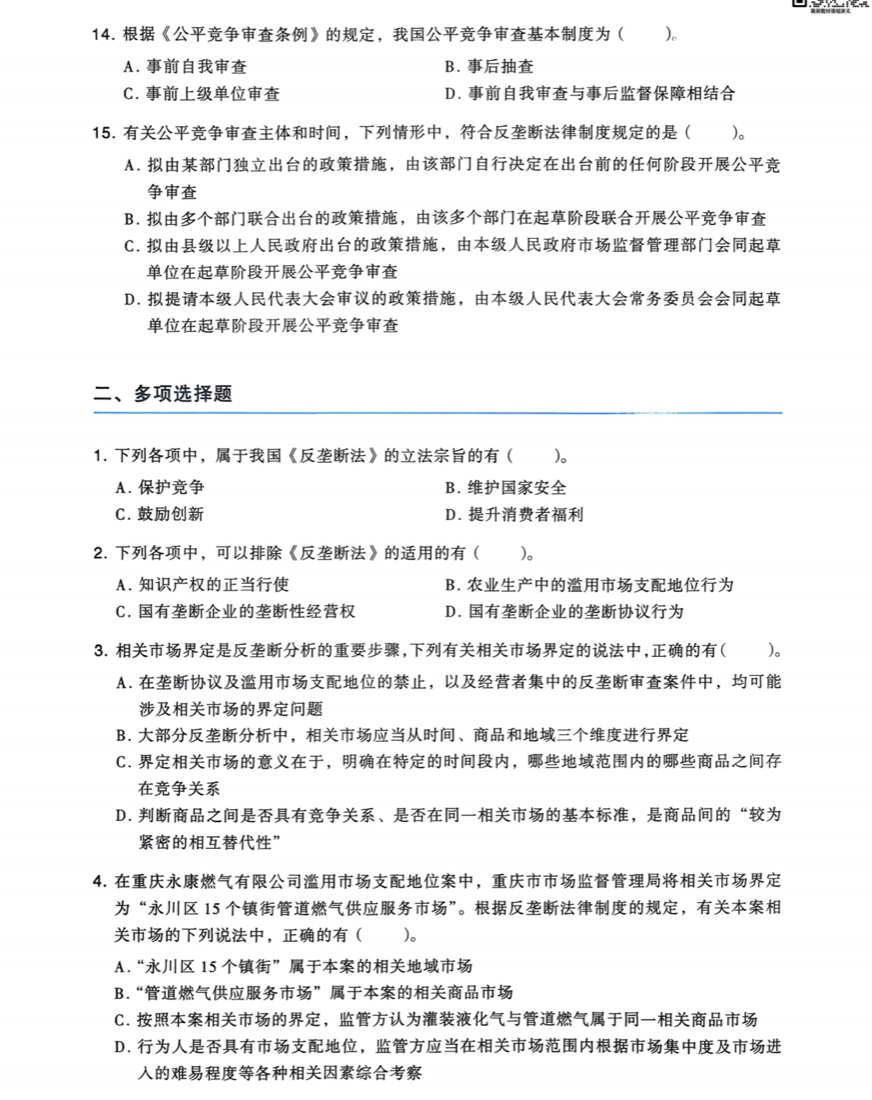 最新教材课程讲义
14. 根据《公平竞争审查条例》的规定，我国公平竞争审查基本制度为（　　）。
A. 事前自我审查　　B. 事后抽查
C. 事前上级单位审查　　D. 事前自我审查与事后监督保障相结合
15. 有关公平竞争审查主体和时间，下列情形中，符合反垄断法律制度规定的是（　　）。
A. 拟由某部门独立出台的政策措施，由该部门自行决定在出台前的任何阶段开展公平竞
争审查
B. 拟由多个部门联合出台的政策措施，由该多个部门在起草阶段联合开展公平竞争审查
C. 拟由县级以上人民政府出台的政策措施，由本级人民政府市场监督管理部门会同起草
单位在起草阶段开展公平竞争审查
D. 拟提请本级人民代表大会审议的政策措施，由本级人民代表大会常务委员会会同起草
单位在起草阶段开展公平竞争审查
二、多项选择题
1. 下列各项中，属于我国《反垄断法》的立法宗旨的有（　　）。
A. 保护竞争　　B. 维护国家安全
C. 鼓励创新　　D. 提升消费者福利
2. 下列各项中，可以排除《反垄断法》的适用的有（　　）。
A. 知识产权的正当行使　　B. 农业生产中的滥用市场支配地位行为
C. 国有垄断企业的垄断性经营权　　D. 国有垄断企业的垄断协议行为
3. 相关市场界定是反垄断分析的重要步骤，下列有关相关市场界定的说法中，正确的有（　　）。
A. 在垄断协议及滥用市场支配地位的禁止，以及经营者集中的反垄断审查案件中，均可能
涉及相关市场的界定问题
B. 大部分反垄断分析中，相关市场应当从时间、商品和地域三个维度进行界定
C. 界定相关市场的意义在于，明确在特定的时间段内，哪些地域范围内的哪些商品之间存
在竞争关系
D. 判断商品之间是否具有竞争关系、是否在同一相关市场的基本标准，是商品间的“较为
紧密的相互替代性”
4. 在重庆永康燃气有限公司滥用市场支配地位案中，重庆市市场监督管理局将相关市场界定
为“永川区 15 个镇街管道燃气供应服务市场”。根据反垄断法律制度的规定，有关本案相
关市场的下列说法中，正确的有（　　）。
A. “永川区 15 个镇街”属于本案的相关地域市场
B. “管道燃气供应服务市场”属于本案的相关商品市场
C. 按照本案相关市场的界定，监管方认为灌装液化气与管道燃气属于同一相关商品市场
D. 行为人是否具有市场支配地位，监管方应当在相关市场范围内根据市场集中度及市场进
入的难易程度等各种相关因素综合考察